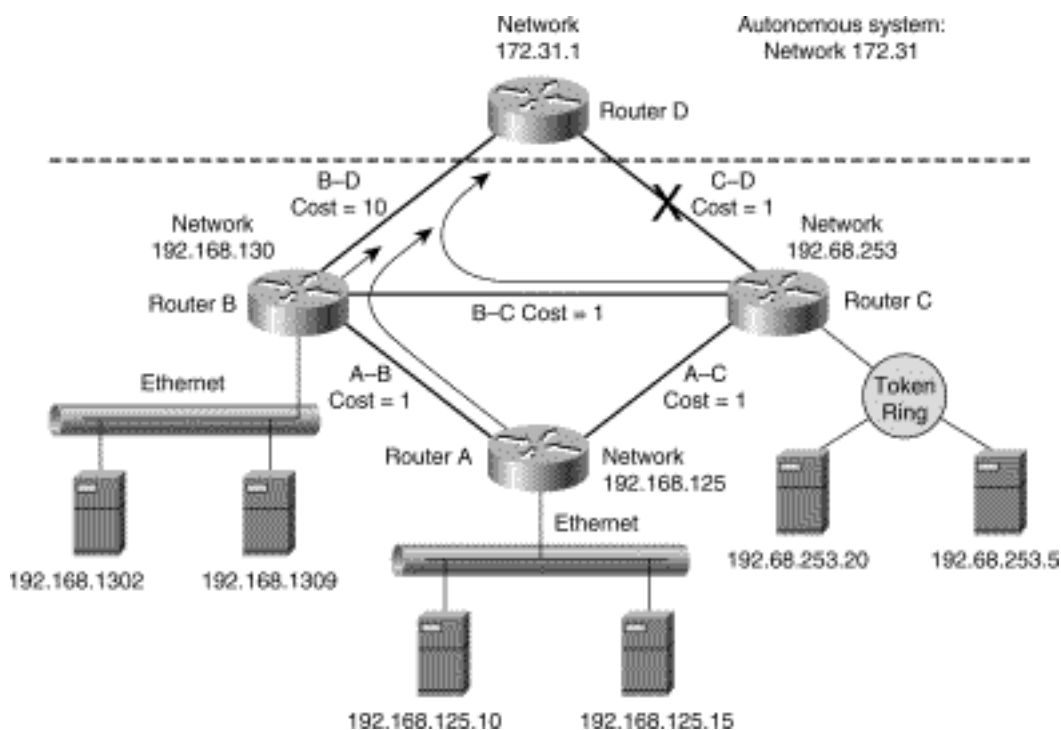 Network
172.31.1
Autonomous system:
Network 172.31
Router D
B–D
Cost = 10
C–D
Cost = 1
Network
192.168.130
Network
192.68.253
Router B
Router C
B–C Cost = 1
A–B
Cost = 1
A–C
Cost = 1
Ethernet
Token
Ring
Router A
Network
192.168.125
Ethernet
192.168.1302
192.168.1309
192.68.253.20
192.68.253.5
192.168.125.10
192.168.125.15